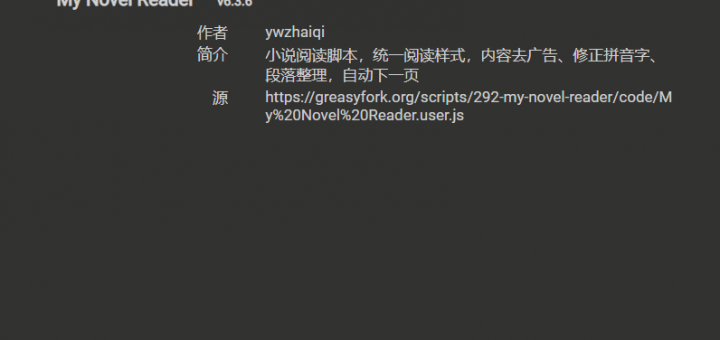 My Novel Reader v6.3.6
作者 ywzhaiqi
简介 小说阅读脚本，统一阅读样式，内容去广告、修正拼音字、
段落整理，自动下一页
源 https://greasyfork.org/scripts/292-my-novel-reader/code/M
y%20Novel%20Reader.user.js